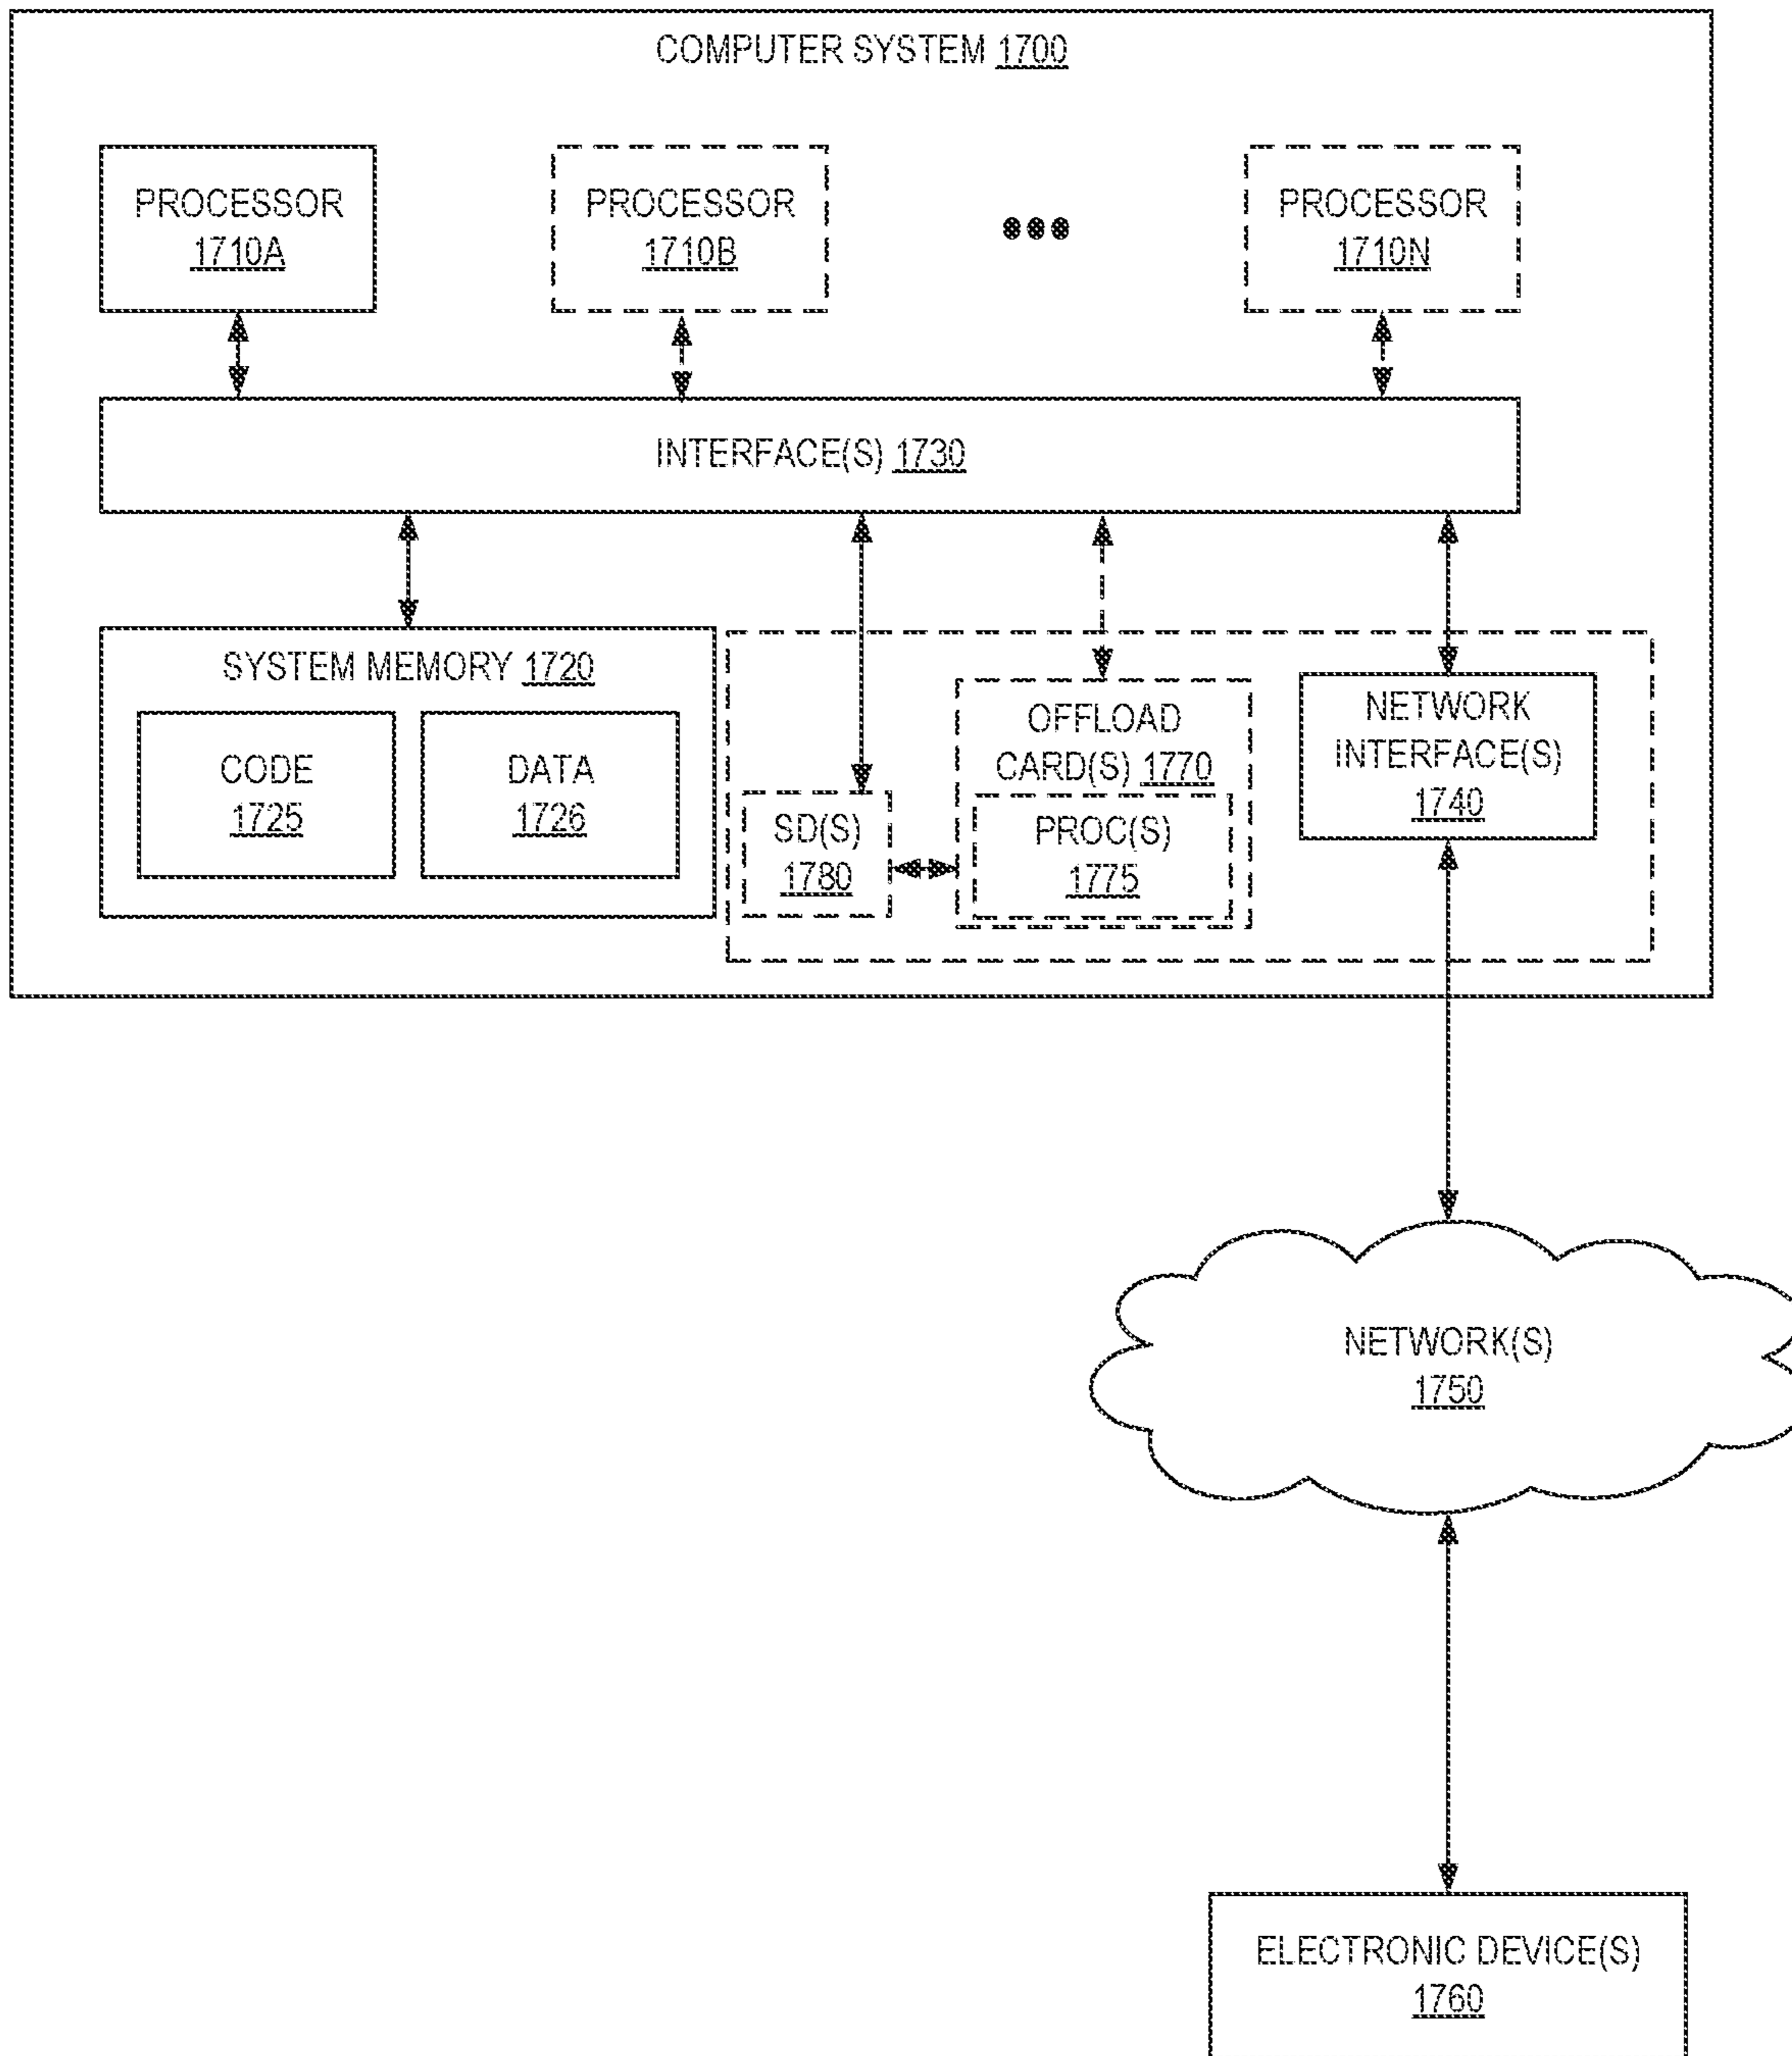 COMPUTER SYSTEM 1700
PROCESSOR
1710A
PROCESSOR
1710B
PROCESSOR
1710N
INTERFACE(S) 1730
SYSTEM MEMORY 1720
CODE
1725
DATA
1726
SD(S)
1780
OFFLOAD
CARD(S) 1770
PROC(S)
1775
NETWORK
INTERFACE(S)
1740
NETWORK(S)
1750
ELECTRONIC DEVICE(S)
1760